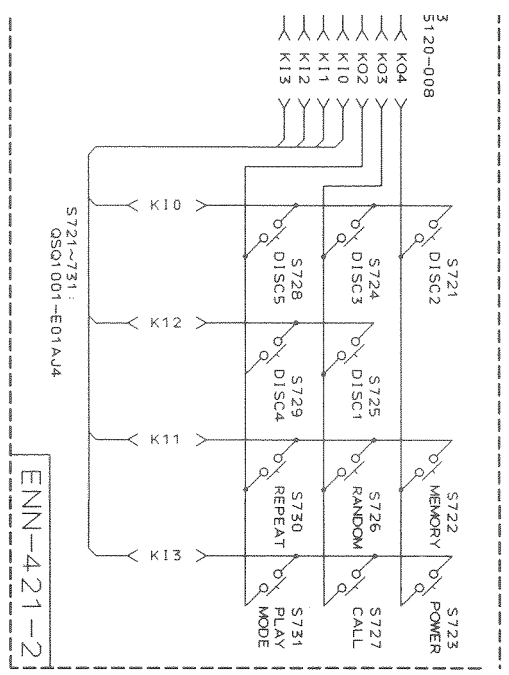 3
5120-008
KO4
KO3
KO2
KI0
KI1
KI2
KI3
S721
DISC2
S722
MEMORY
S723
POWER
S724
DISC3
S725
DISC1
S726
RANDOM
S727
CALL
S728
DISC5
S729
DISC4
S730
REPEAT
S731
PLAY
MODE
KI0
K12
K11
KI3
S721~731:
QSQ1001-E01AJ4
ENN-421-2